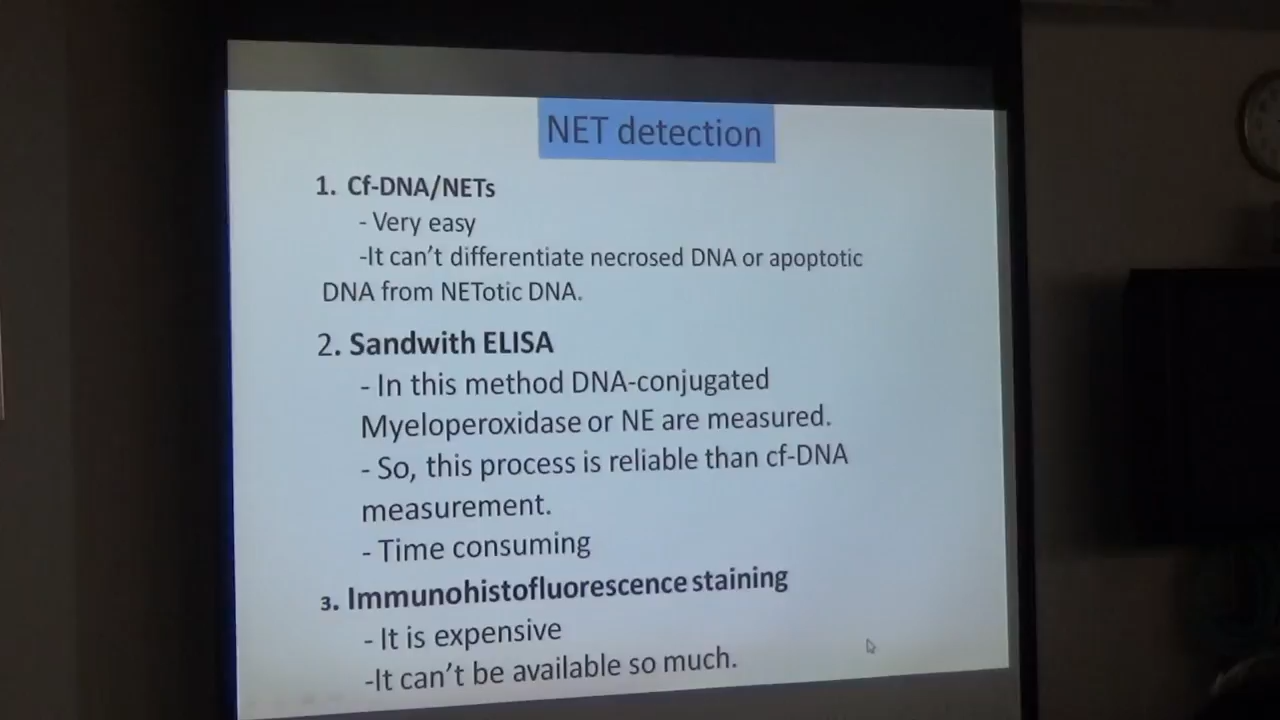 NET detection
1. Cf-DNA/NETs
- Very easy
-It can't differentiate necrosed DNA or apoptotic
DNA from NETotic DNA.
2. Sandwith ELISA
- In this method DNA-conjugated
Myeloperoxidase or NE are measured.
- So, this process is reliable than cf-DNA
measurement.
- Time consuming
3. Immunohistofluorescence staining
- It is expensive
-It can't be available so much.